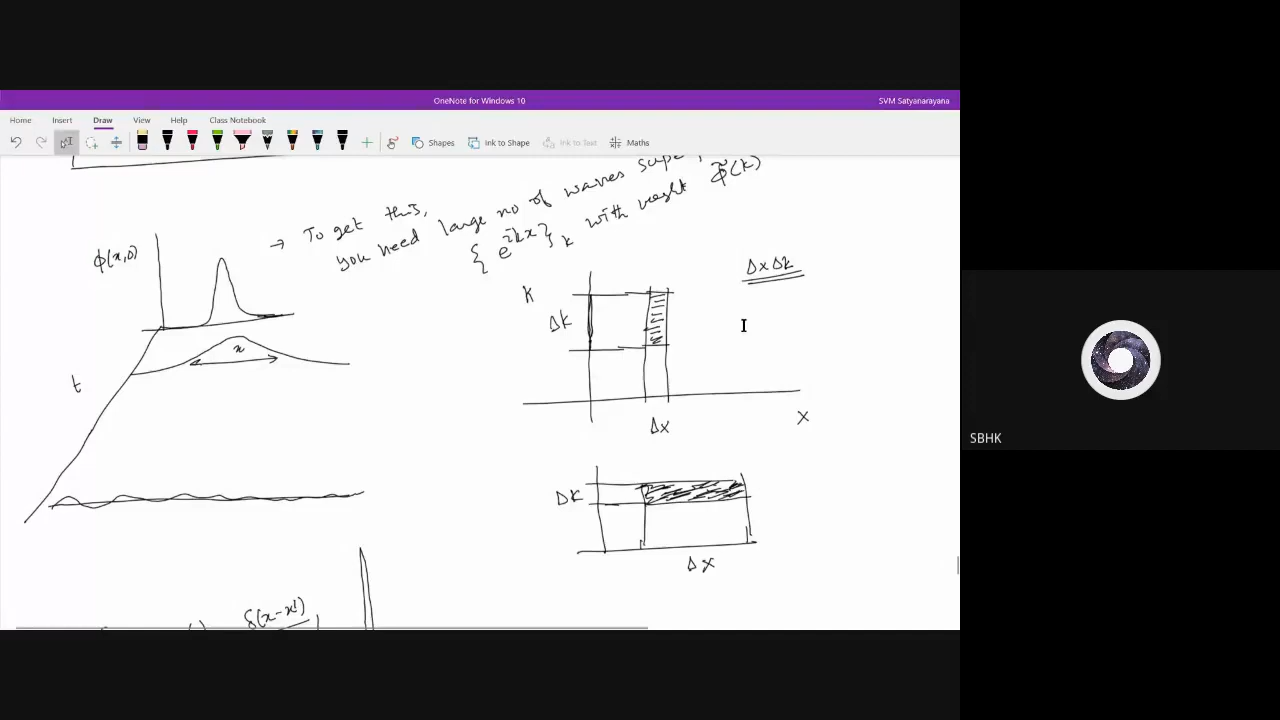 OneNote for Windows 10
SVM Satyanarayana
Home Insert Draw View Help Class Notebook
Shapes Ink to Shape Ink to Text Maths
→ To get this,
you need large no of waves
{e^{ikx}}_k with weight Φ̃(k)
ϕ(x,0)
x
t
K
Δk
Δx
X
ΔxΔk
ΔK
Δx
δ(x-x')
SBHK